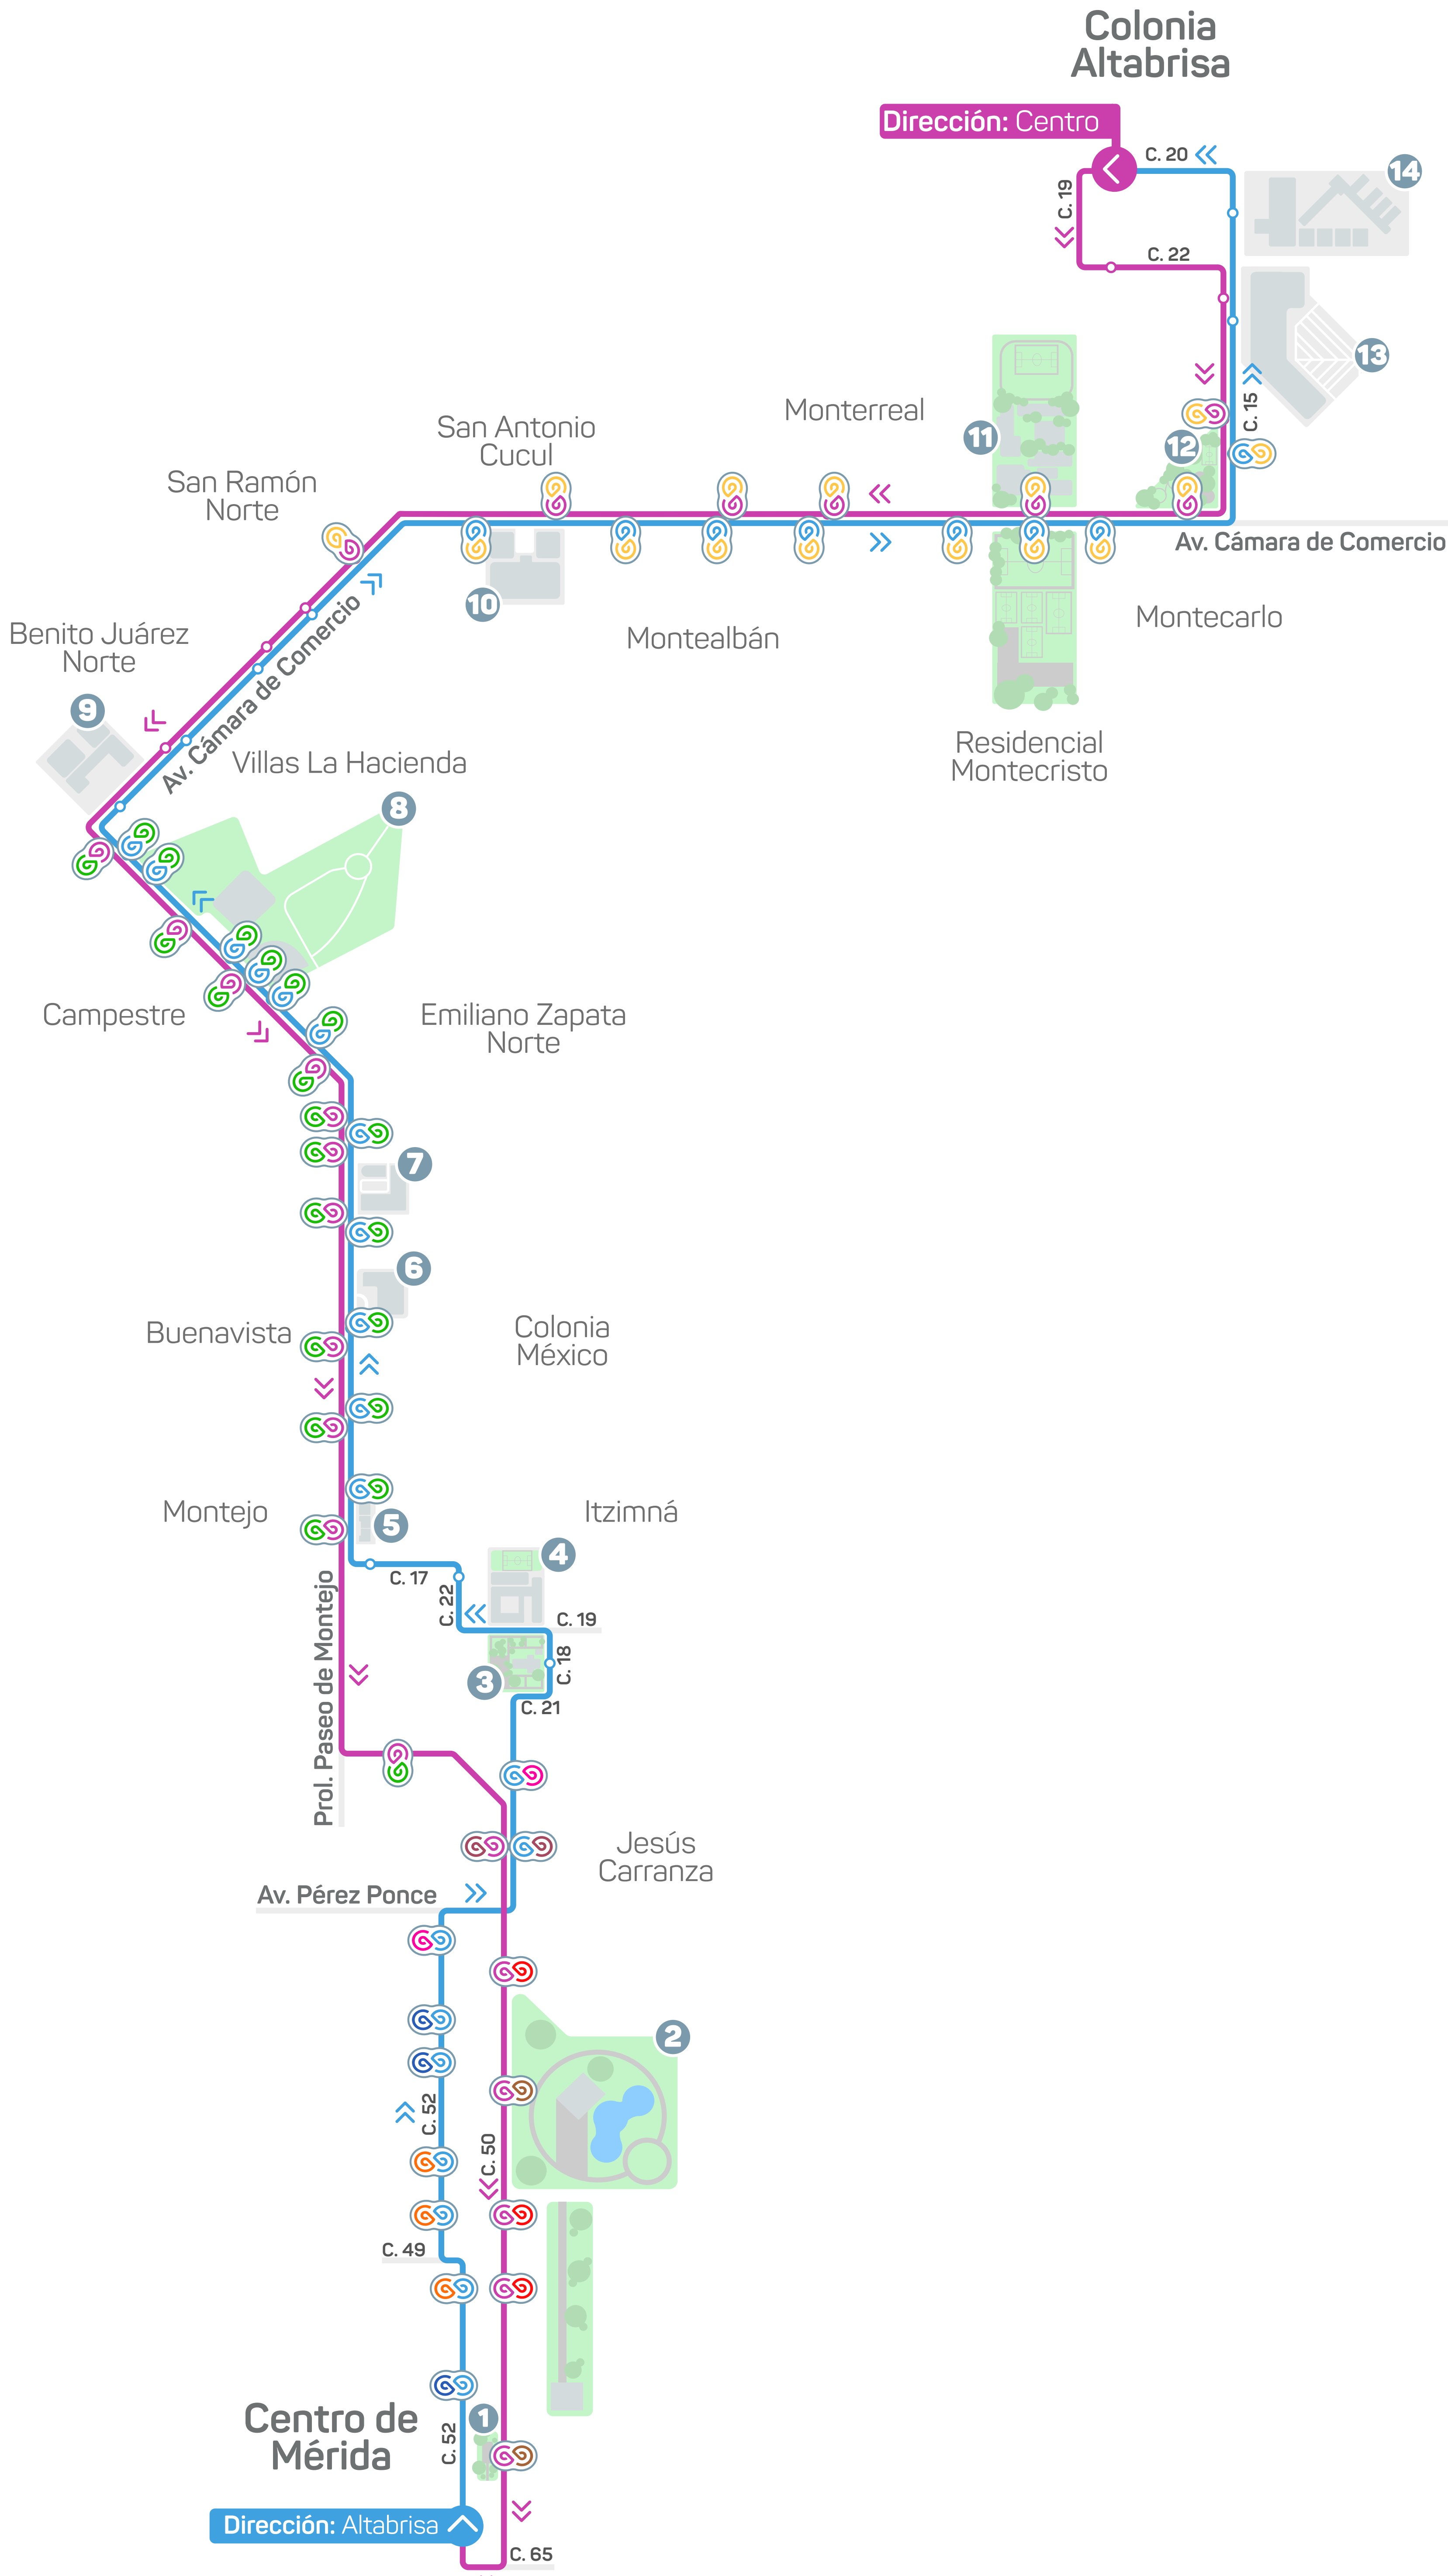 Colonia
Altabrisa
Dirección: Centro
C. 20
14
C. 19
C. 22
13
C. 15
12
Monterreal
11
San Antonio
Cucul
San Ramón
Norte
Av. Cámara de Comercio
10
Montealbán
Montecarlo
Benito Juárez
Norte
Av. Cámara de Comercio
9
Residencial
Montecristo
Villas La Hacienda
8
Campestre
Emiliano Zapata
Norte
7
6
Buenavista
Colonia
México
Montejo
5
Itzimná
4
C. 17
C. 22
C. 19
C. 18
3
C. 21
Prol. Paseo de Montejo
Jesús
Carranza
Av. Pérez Ponce
2
C. 52
C. 50
C. 49
Centro de
Mérida
1
C. 52
Dirección: Altabrisa
C. 65